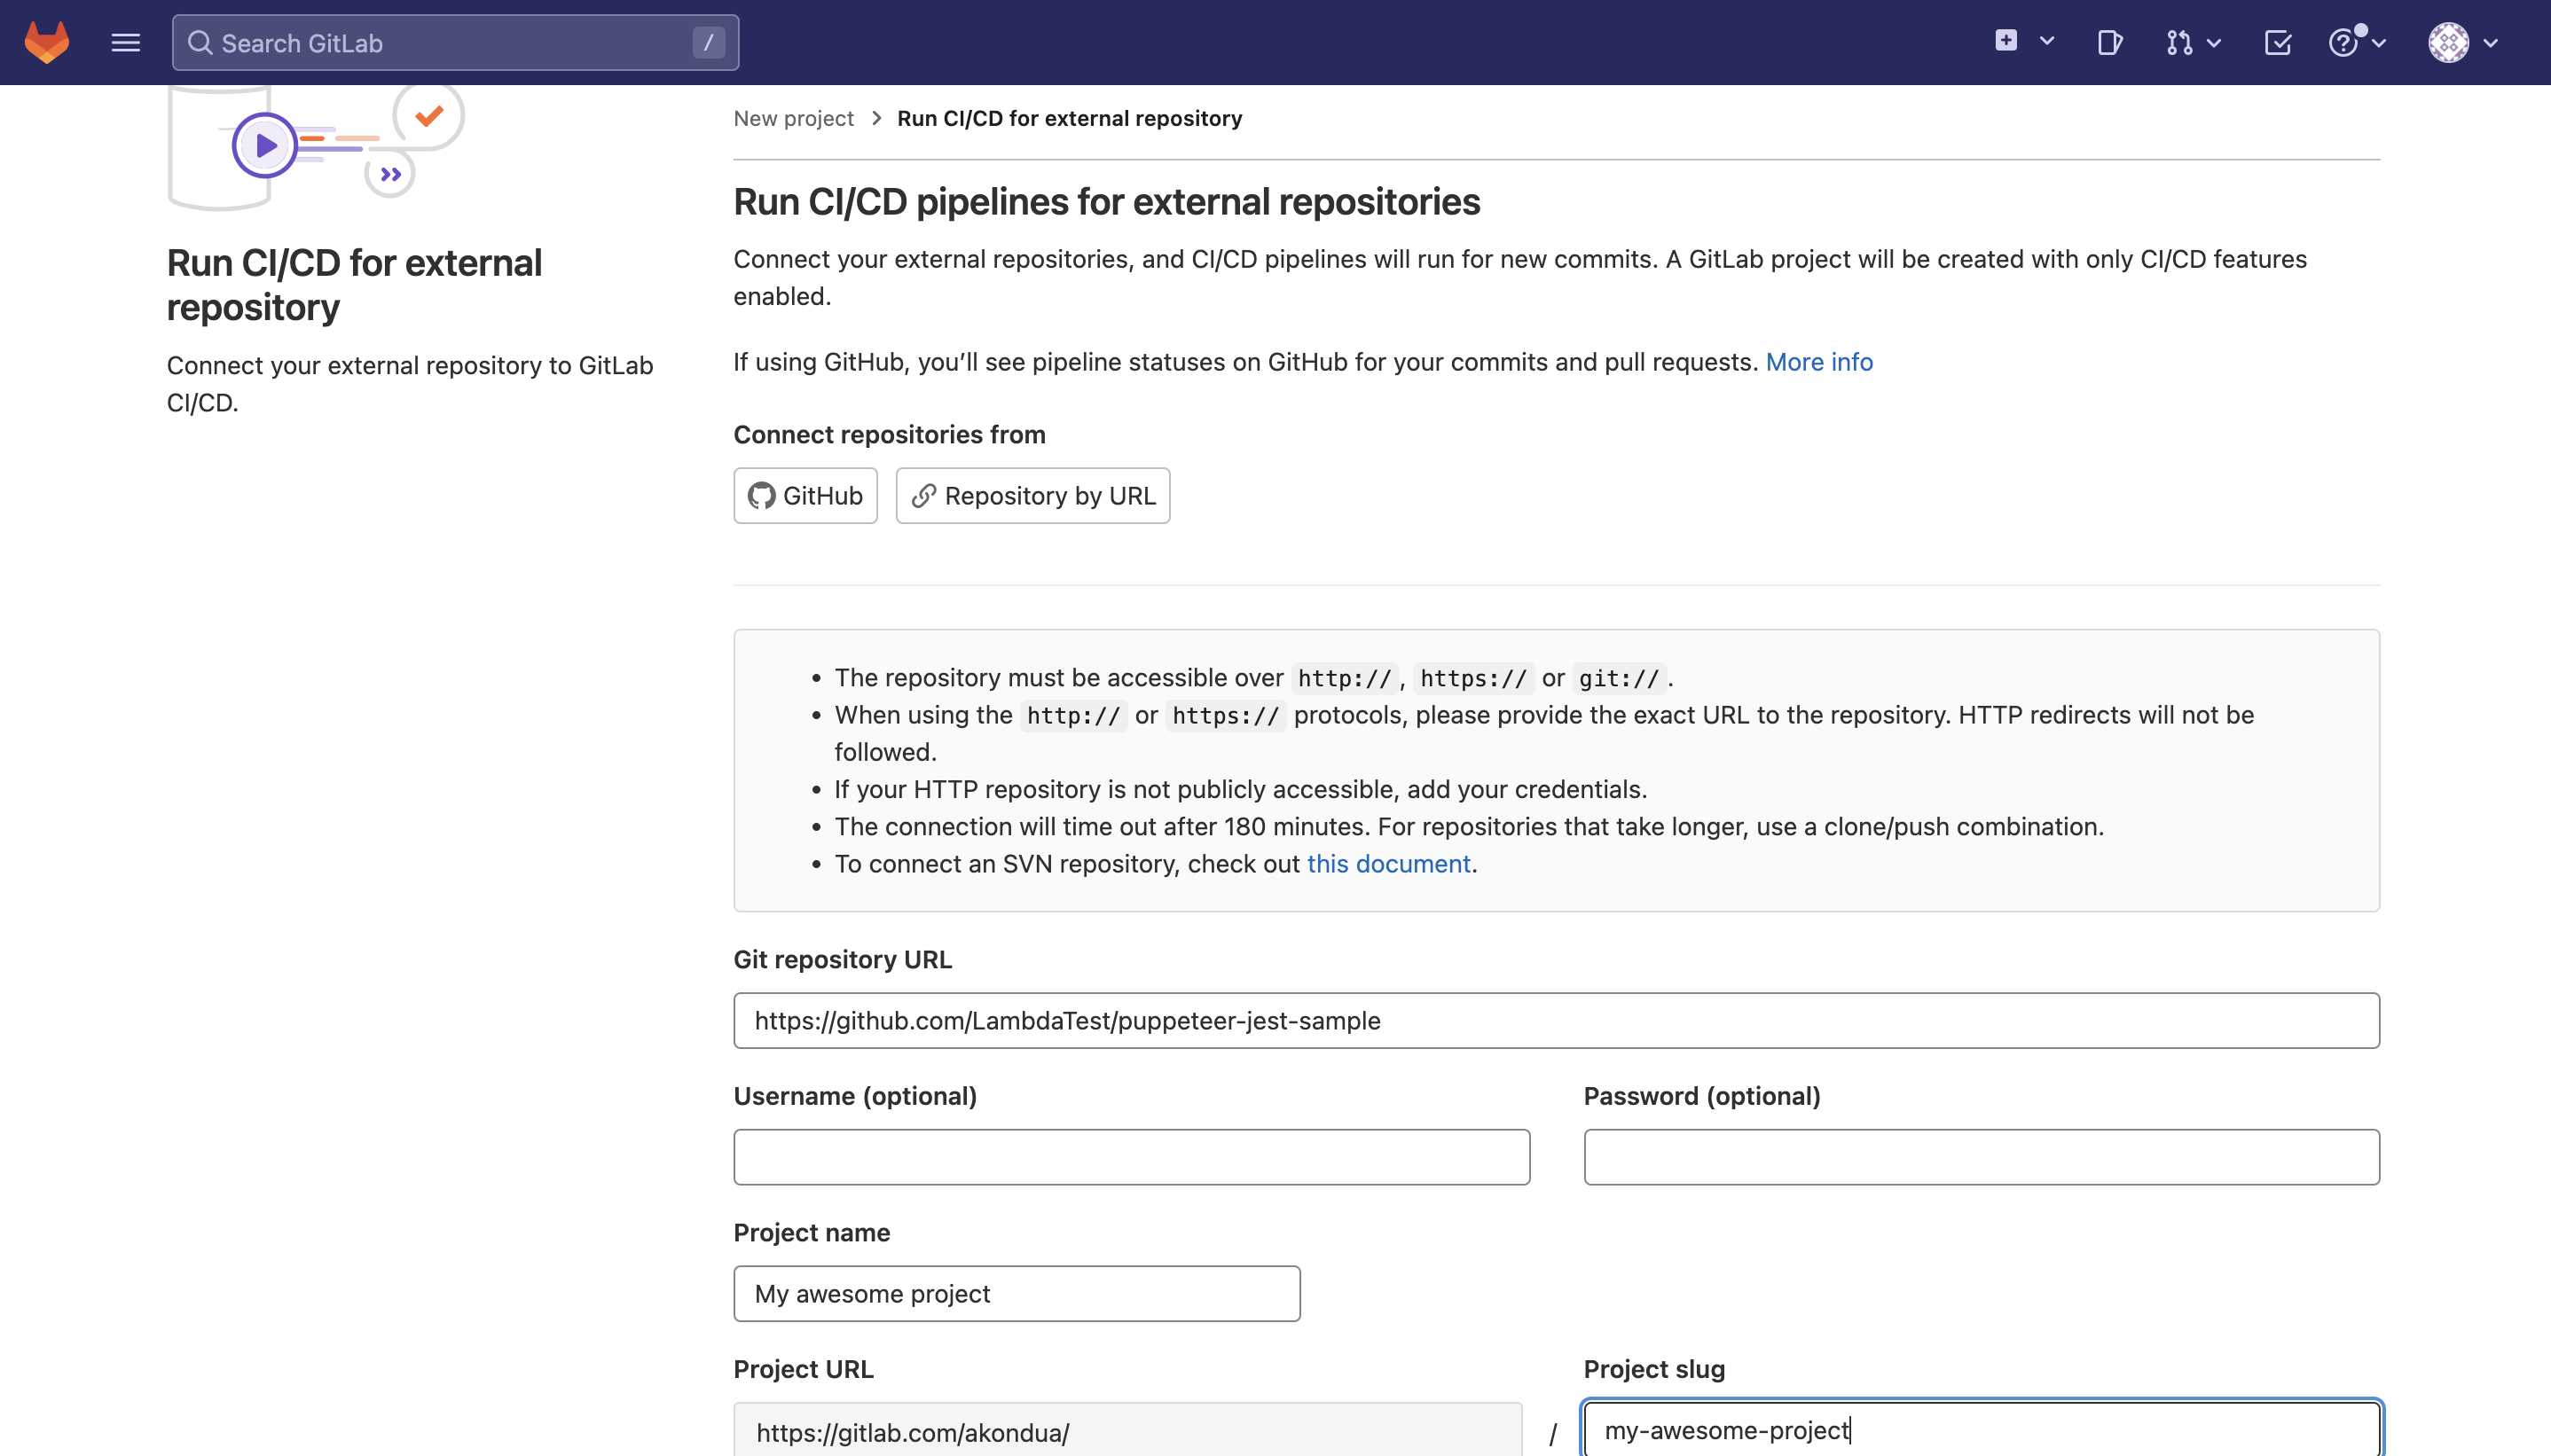 Search GitLab /
New project > Run CI/CD for external repository
Run CI/CD for external
repository
Connect your external repository to GitLab
CI/CD.
Run CI/CD pipelines for external repositories
Connect your external repositories, and CI/CD pipelines will run for new commits. A GitLab project will be created with only CI/CD features
enabled.
If using GitHub, you’ll see pipeline statuses on GitHub for your commits and pull requests. More info
Connect repositories from
GitHub Repository by URL
• The repository must be accessible over http://, https:// or git://.
• When using the http:// or https:// protocols, please provide the exact URL to the repository. HTTP redirects will not be
followed.
• If your HTTP repository is not publicly accessible, add your credentials.
• The connection will time out after 180 minutes. For repositories that take longer, use a clone/push combination.
• To connect an SVN repository, check out this document.
Git repository URL
https://github.com/LambdaTest/puppeteer-jest-sample
Username (optional) Password (optional)
Project name
My awesome project
Project URL Project slug
https://gitlab.com/akondua/ / my-awesome-project